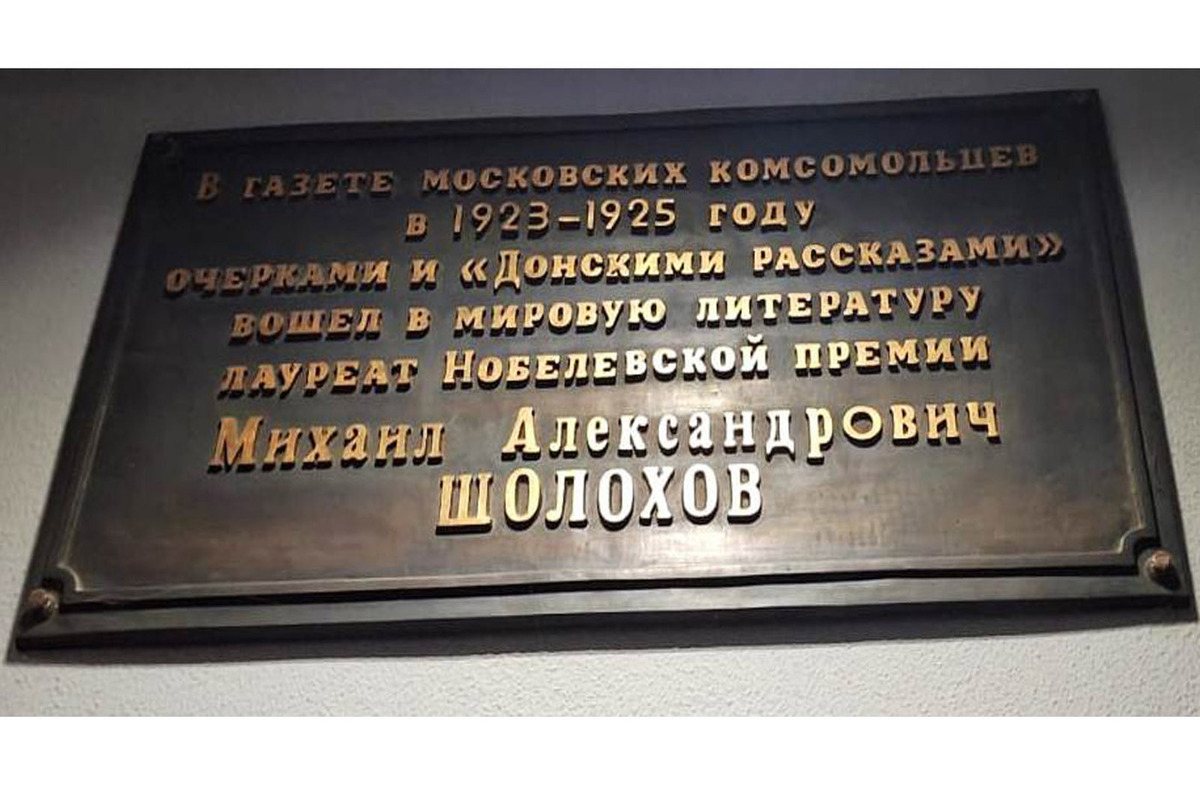 В ГАЗЕТЕ МОСКОВСКИХ КОМСОМОЛЬЦЕВ
В 1923-1925 ГОДУ
ОЧЕРКАМИ И «ДОНСКИМИ РАССКАЗАМИ»
ВОШЕЛ В МИРОВУЮ ЛИТЕРАТУРУ
ЛАУРЕАТ НОБЕЛЕВСКОЙ ПРЕМИИ
Михаил Александрович
ШОЛОХОВ